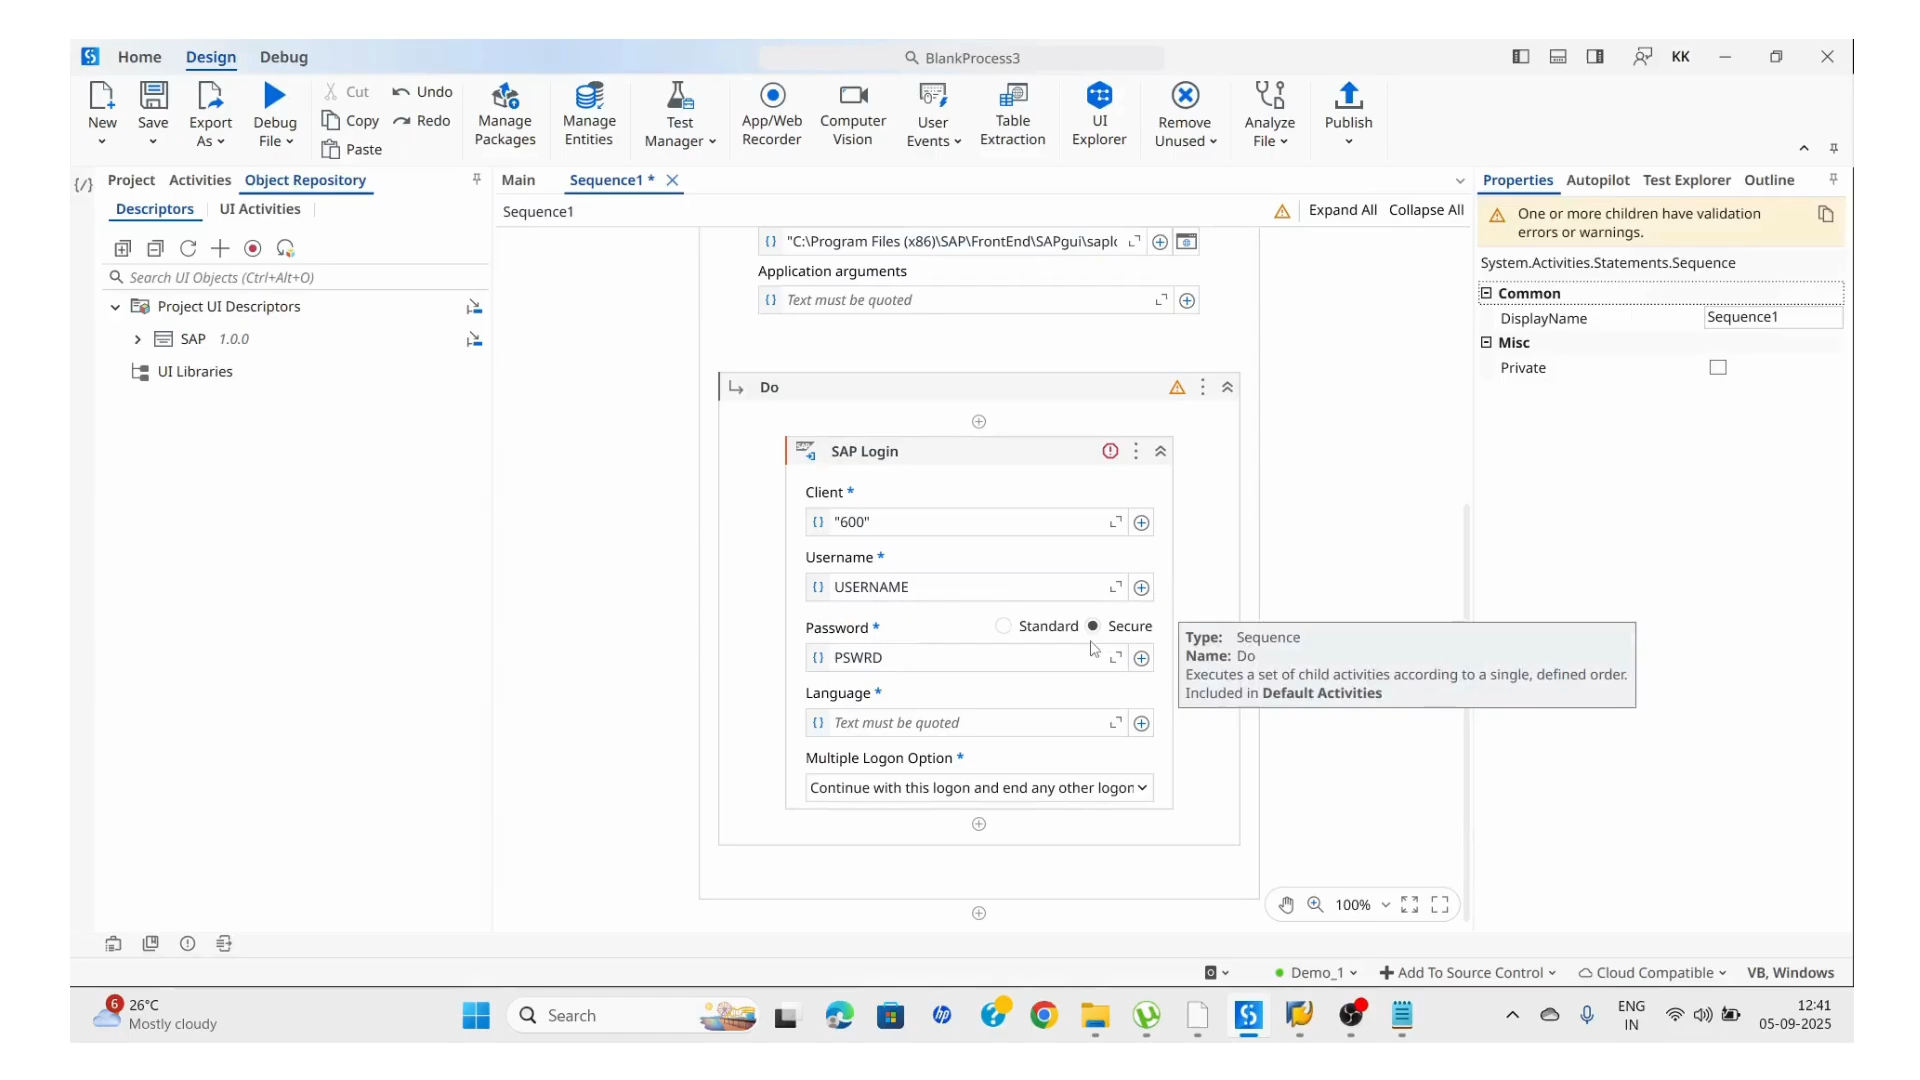 Home
Design
Debug
BlankProcess3
KK
New
Save
Export As
Debug File
Cut
Copy
Paste
Undo
Redo
Manage Packages
Manage Entities
Test Manager
App/Web Recorder
Computer Vision
User Events
Table Extraction
UI Explorer
Remove Unused
Analyze File
Publish
Project
Activities
Object Repository
Descriptors
UI Activities
Search UI Objects (Ctrl+Alt+O)
Project UI Descriptors
SAP 1.0.0
UI Libraries
Main
Sequence1 *
Sequence1
Expand All
Collapse All
"C:\Program Files (x86)\SAP\FrontEnd\SAPgui\saplc
Application arguments
Text must be quoted
Do
SAP Login
Client *
"600"
Username *
USERNAME
Password *
Standard
Secure
PSWRD
Language *
Text must be quoted
Multiple Logon Option *
Continue with this logon and end any other logon
Type: Sequence
Name: Do
Executes a set of child activities according to a single, defined order.
Included in Default Activities
100%
Properties
Autopilot
Test Explorer
Outline
One or more children have validation
errors or warnings.
System.Activities.Statements.Sequence
Common
DisplayName
Sequence1
Misc
Private
Demo_1
Add To Source Control
Cloud Compatible
VB, Windows
6
26°C
Mostly cloudy
Search
hp
ENG
IN
12:41
05-09-2025